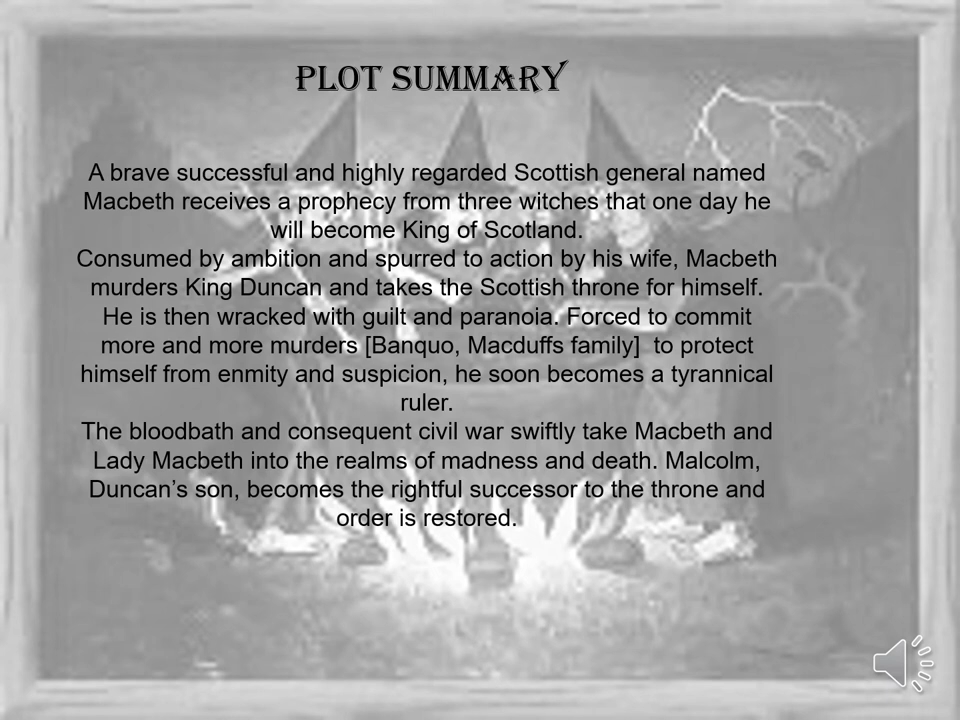 PLOT SUMMARY
A brave successful and highly regarded Scottish general named
Macbeth receives a prophecy from three witches that one day he
will become King of Scotland.
Consumed by ambition and spurred to action by his wife, Macbeth
murders King Duncan and takes the Scottish throne for himself.
He is then wracked with guilt and paranoia. Forced to commit
more and more murders [Banquo, Macduffs family]  to protect
himself from enmity and suspicion, he soon becomes a tyrannical
ruler.
The bloodbath and consequent civil war swiftly take Macbeth and
Lady Macbeth into the realms of madness and death. Malcolm,
Duncan’s son, becomes the rightful successor to the throne and
order is restored.